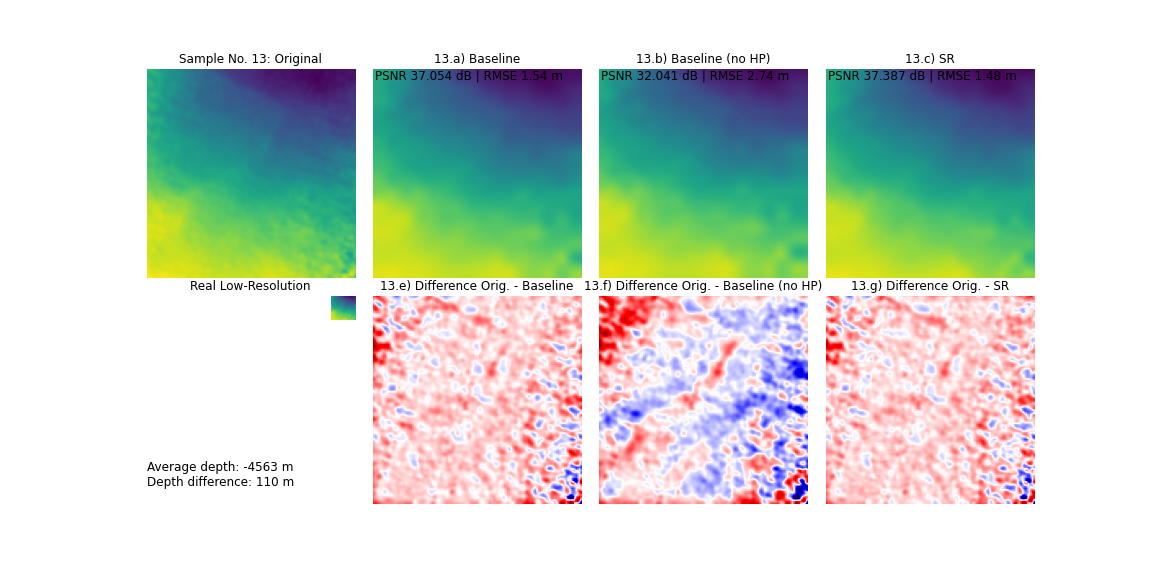 Sample No. 13: Original
13.a) Baseline
13.b) Baseline (no HP)
13.c) SR
PSNR 37.054 dB | RMSE 1.54 m
PSNR 32.041 dB | RMSE 2.74 m
PSNR 37.387 dB | RMSE 1.48 m
Real Low-Resolution
13.e) Difference Orig. - Baseline
13.f) Difference Orig. - Baseline (no HP)
13.g) Difference Orig. - SR
Average depth: -4563 m
Depth difference: 110 m